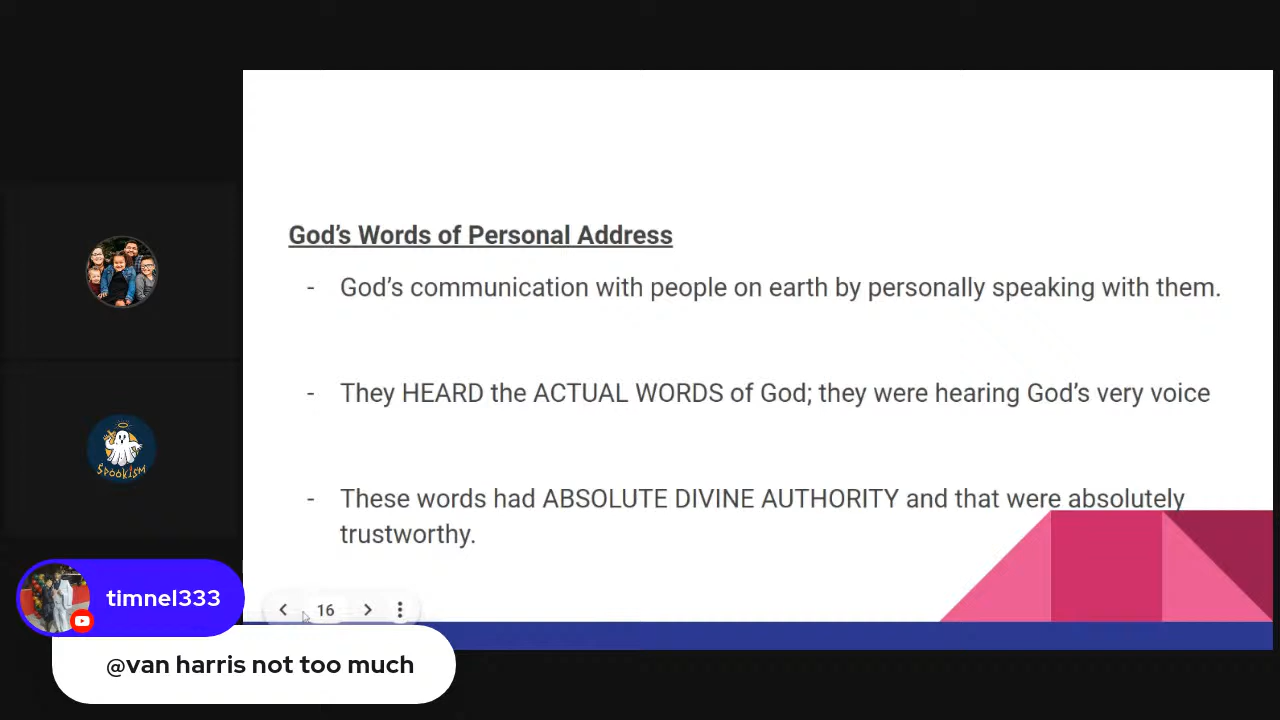 God's Words of Personal Address
- God's communication with people on earth by personally speaking with them.
- They HEARD the ACTUAL WORDS of God; they were hearing God's very voice
- These words had ABSOLUTE DIVINE AUTHORITY and that were absolutely
trustworthy.
SPOOKISM
16
timnel333
@van harris not too much